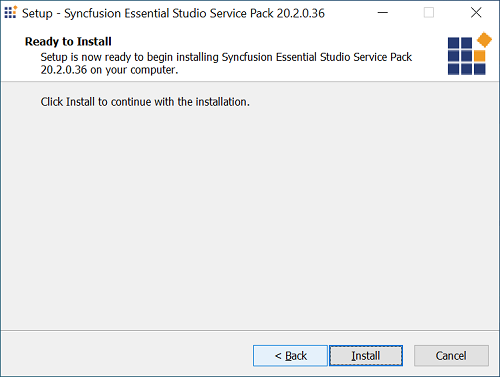 Setup - Syncfusion Essential Studio Service Pack 20.2.0.36
Ready to Install
Setup is now ready to begin installing Syncfusion Essential Studio Service Pack
20.2.0.36 on your computer.
Click Install to continue with the installation.
< Back
Install
Cancel